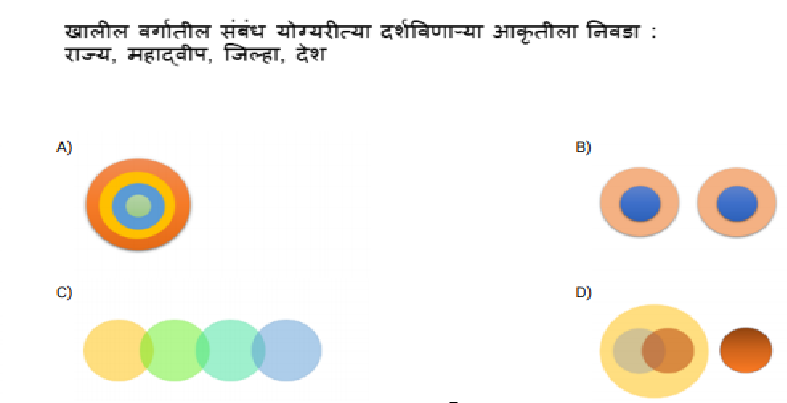 खालील वर्गातील संबंध योग्यरीत्या दर्शविणाऱ्या आकृतीला निवडा :
राज्य, महाद्वीप, जिल्हा, देश
A)
B)
C)
D)